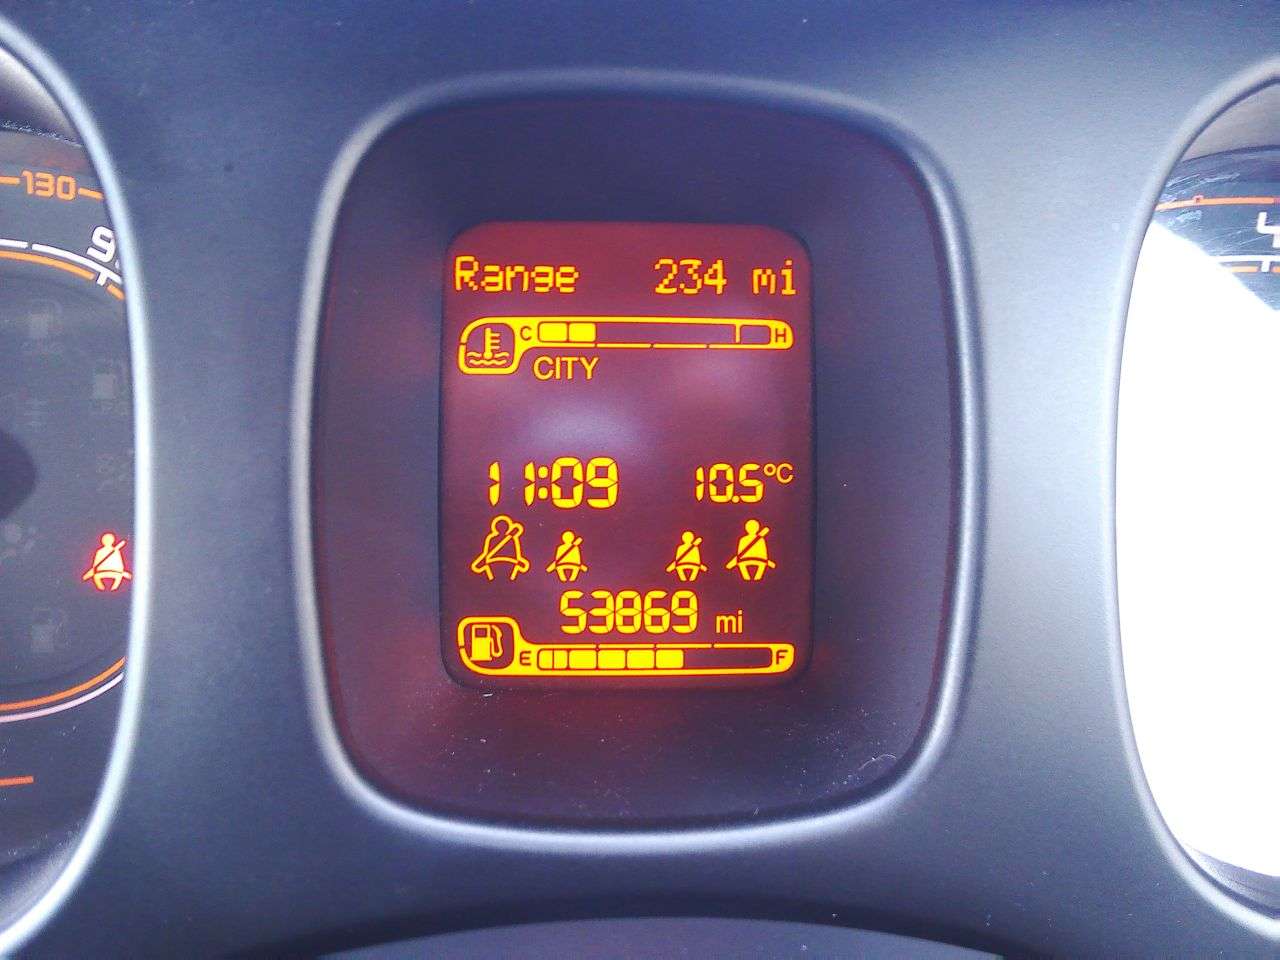 Range 234 mi
C H
CITY
11:09 10.5°C
53869 mi
E F
130